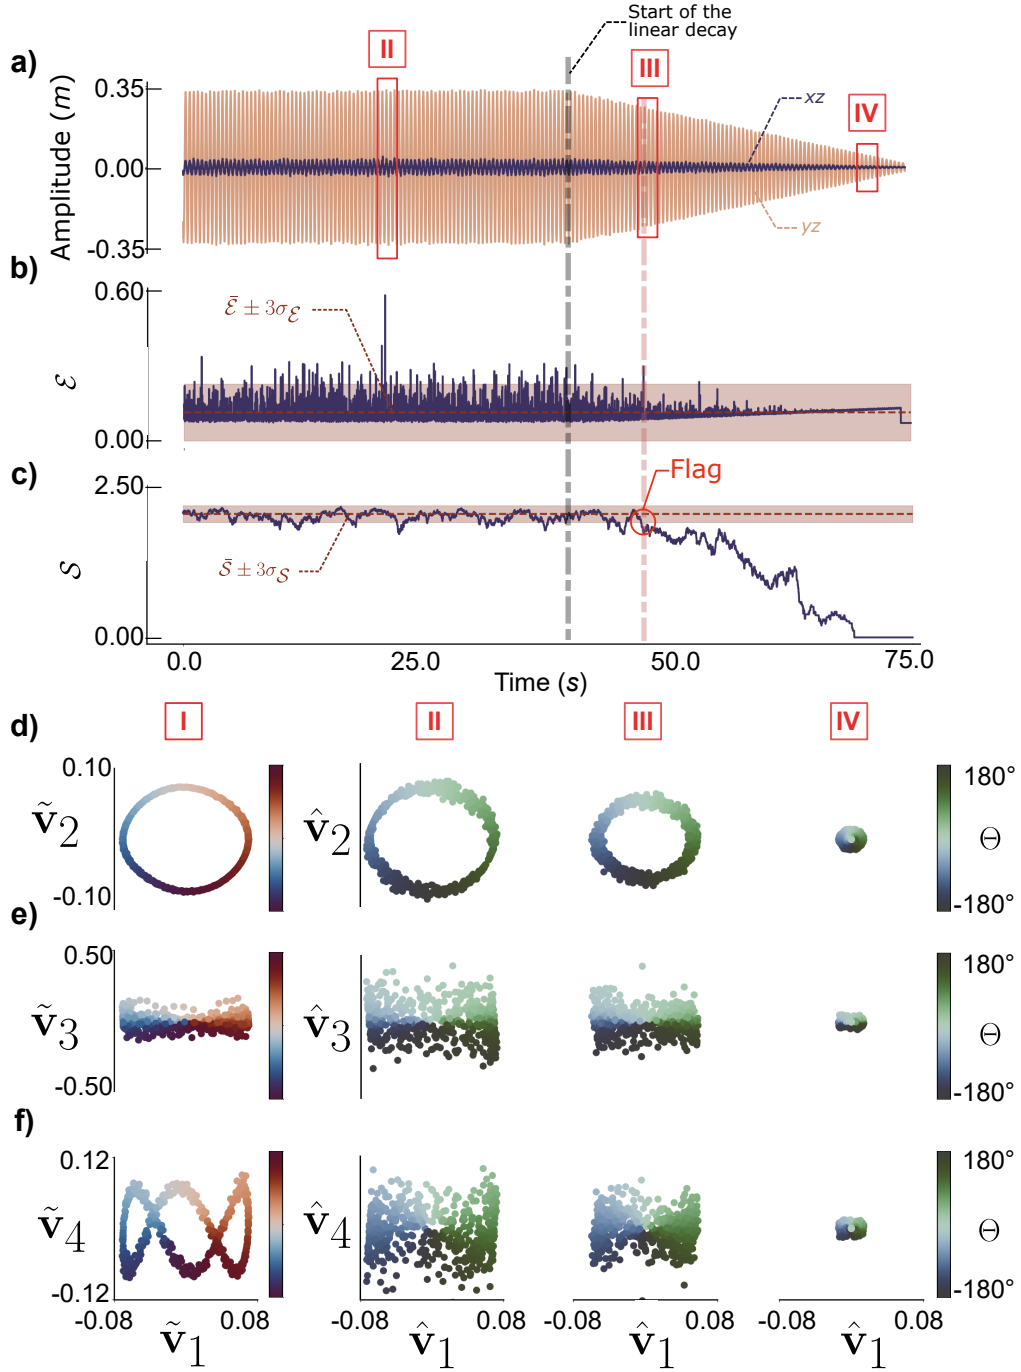 Start of the
linear decay
a)
II
III
IV
Amplitude (m)
0.35
0.00
-0.35
xz
yz
b)
0.60
ℰ
0.00
ℰ̄ ± 3σℰ
c)
2.50
𝒮
0.00
Flag
𝒮̄ ± 3σ𝒮
0.0 25.0 50.0 75.0
Time (s)
d)
I II III IV
0.10
ṽ2
-0.10
v̂2
180°
Θ
-180°
e)
0.50
ṽ3
-0.50
v̂3
180°
Θ
-180°
f)
0.12
ṽ4
-0.12
v̂4
180°
Θ
-180°
-0.08 0.08 -0.08 0.08 -0.08 0.08 -0.08 0.08
ṽ1 v̂1 v̂1 v̂1